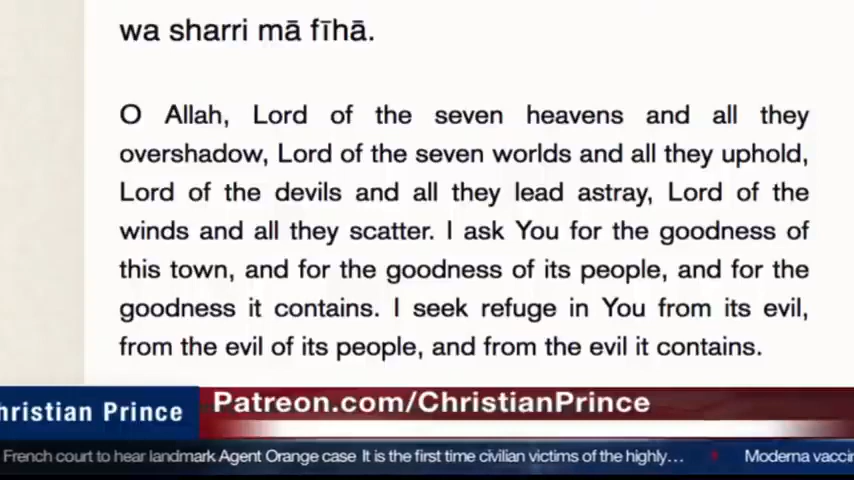 wa sharri mā fīhā.
O Allah, Lord of the seven heavens and all they
overshadow, Lord of the seven worlds and all they uphold,
Lord of the devils and all they lead astray, Lord of the
winds and all they scatter. I ask You for the goodness of
this town, and for the goodness of its people, and for the
goodness it contains. I seek refuge in You from its evil,
from the evil of its people, and from the evil it contains.
hristian Prince
Patreon.com/ChristianPrince
French court to hear landmark Agent Orange case It is the first time civilian victims of the highly... Moderna vaccin